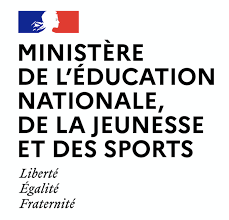 MINISTÈRE
DE L'ÉDUCATION
NATIONALE,
DE LA JEUNESSE
ET DES SPORTS
Liberté
Égalité
Fraternité